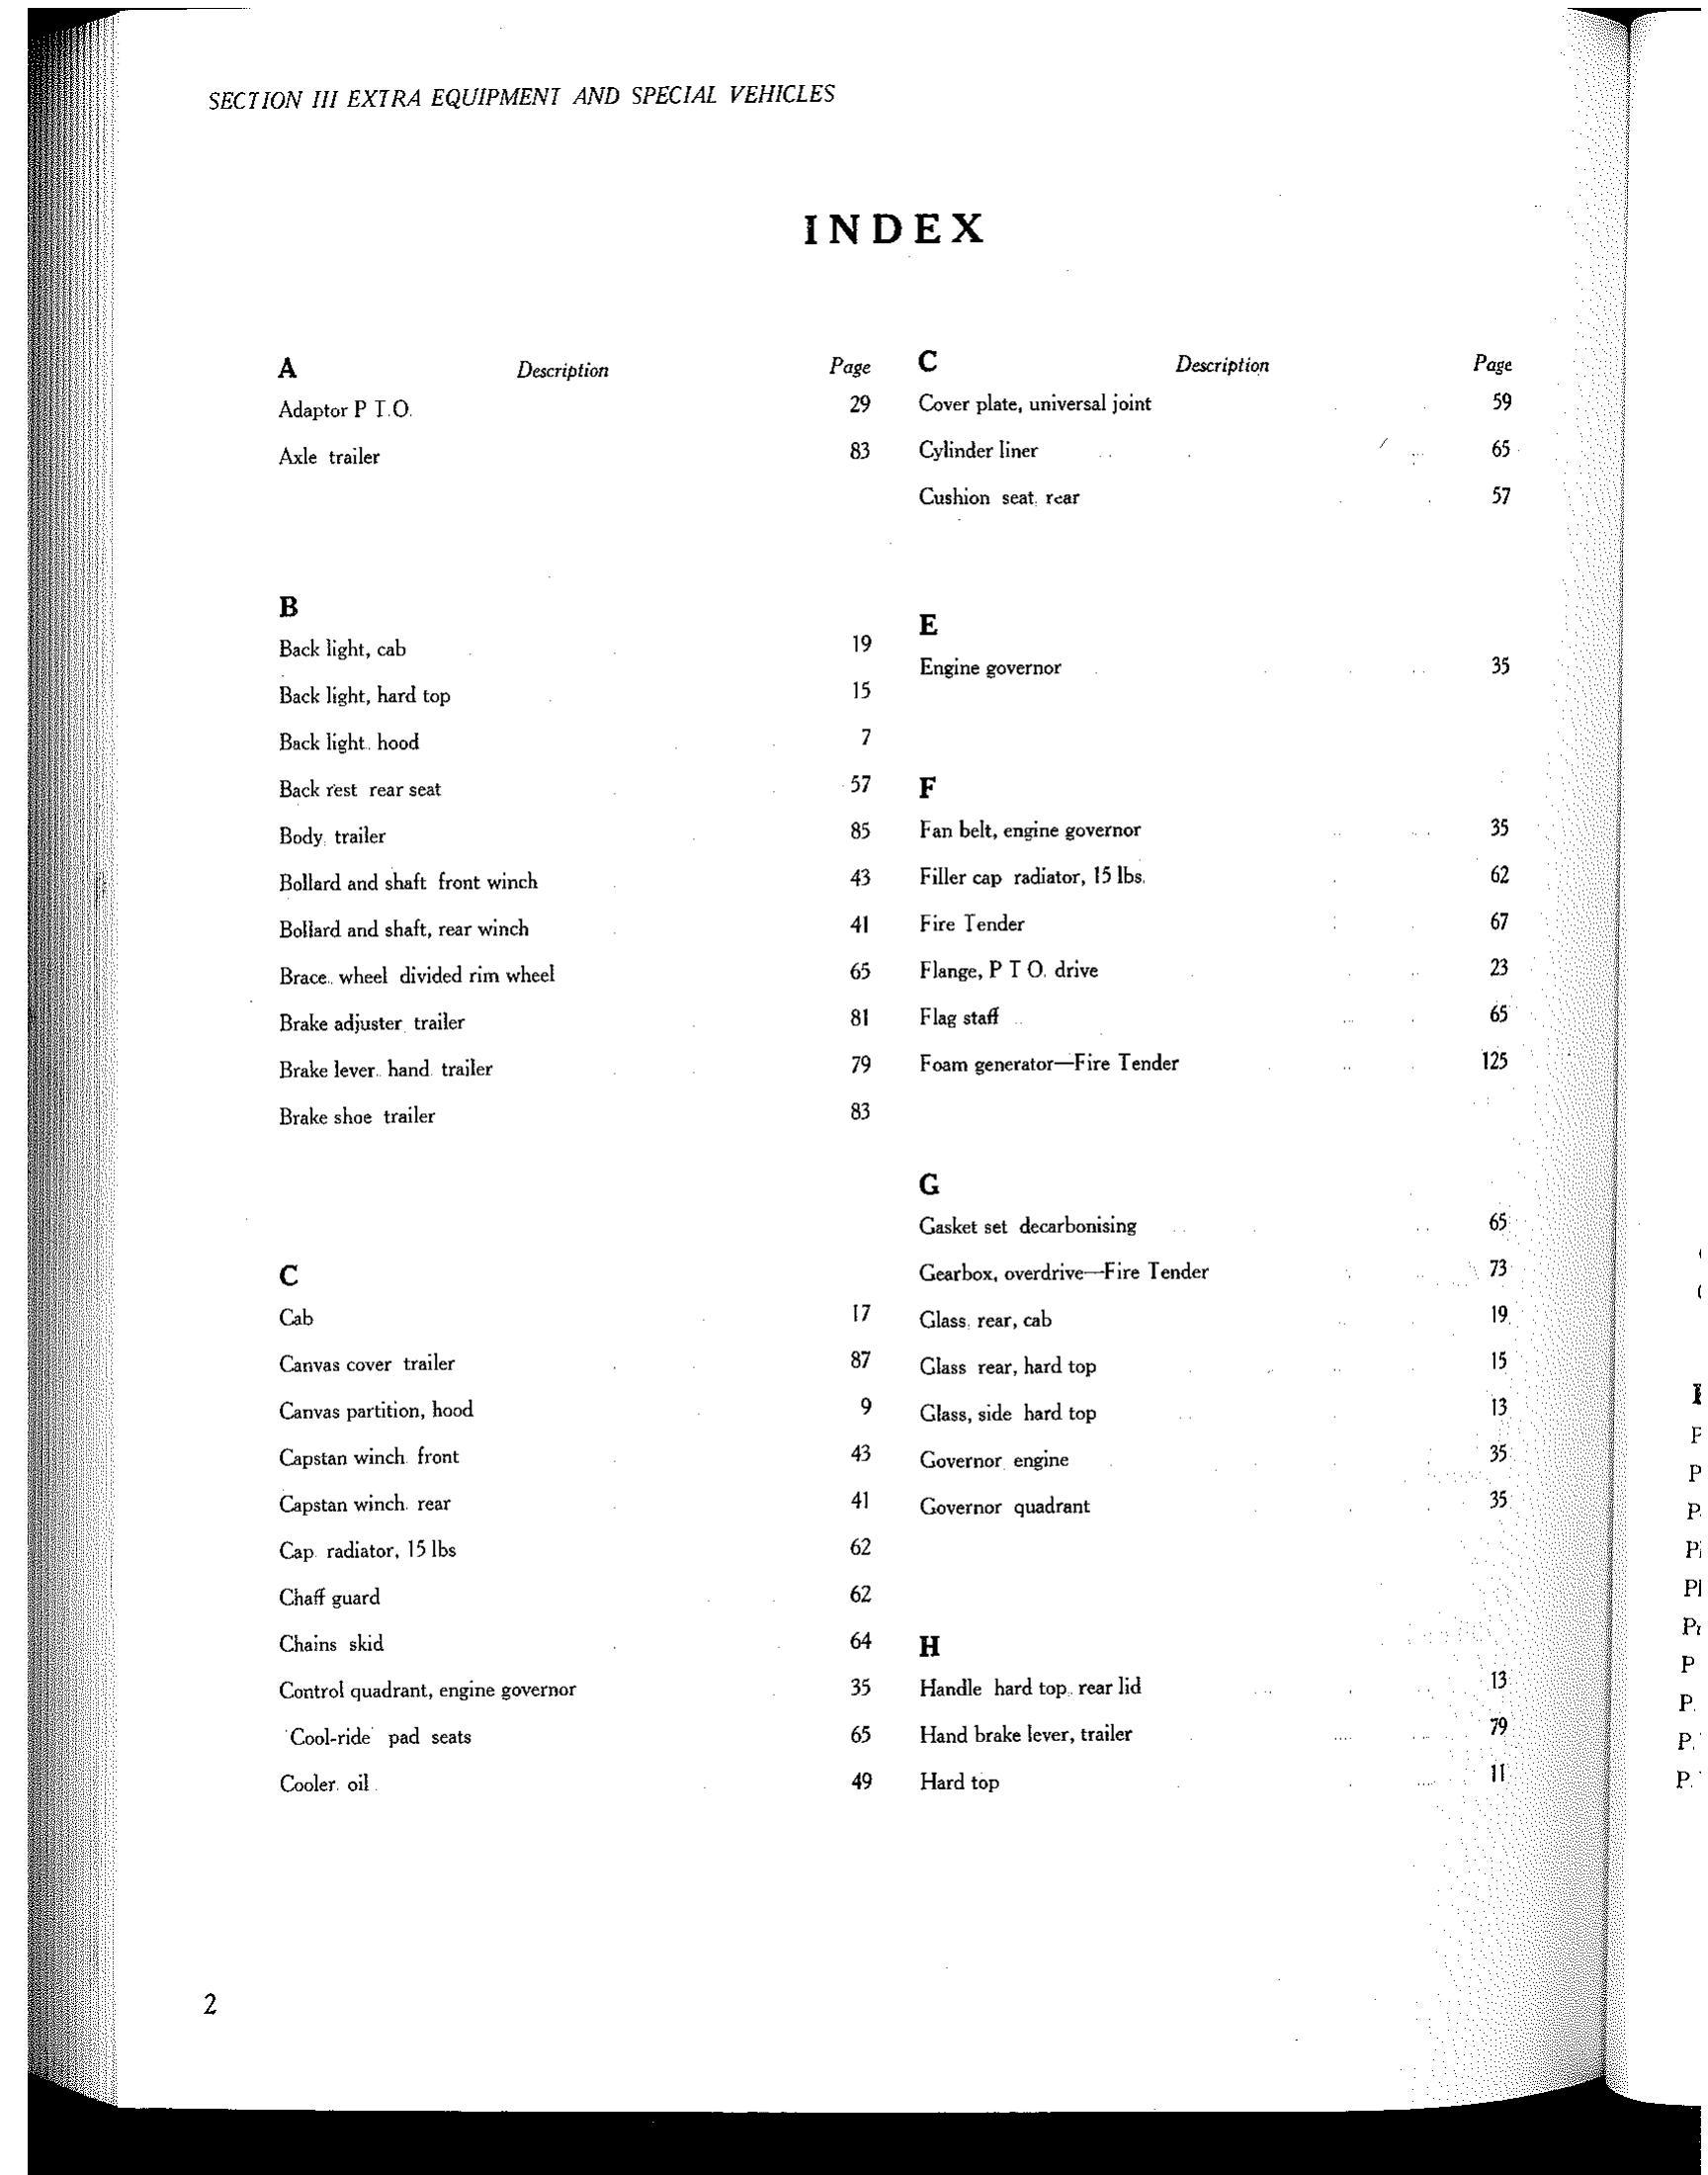 SECTION III EXTRA EQUIPMENT AND SPECIAL VEHICLES
INDEX
A Description Page
Adaptor P T.O. 29
Axle trailer 83
B
Back light, cab 19
Back light, hard top 15
Back light. hood 7
Back rest rear seat 57
Body. trailer 85
Bollard and shaft front winch 43
Bollard and shaft, rear winch 41
Brace.. wheel divided rim wheel 65
Brake adjuster trailer 81
Brake lever.. hand trailer 79
Brake shoe trailer 83
C
Cab 17
Canvas cover trailer 87
Canvas partition, hood 9
Capstan winch. front 43
Capstan winch. rear 41
Cap. radiator, 15 lbs 62
Chaff guard 62
Chains skid 64
Control quadrant, engine governor 35
'Cool-ride' pad seats 65
Cooler. oil 49
C Description Page
Cover plate, universal joint 59
Cylinder liner 65
Cushion seat. rear 57
E
Engine governor 35
F
Fan belt, engine governor 35
Filler cap radiator, 15 lbs. 62
Fire Tender 67
Flange, P T O. drive 23
Flag staff 65
Foam generator—Fire Tender 125
G
Gasket set decarbonising 65
Gearbox, overdrive—Fire Tender 73
Glass. rear, cab 19
Glass rear, hard top 15
Glass, side hard top 13
Governor engine 35
Governor quadrant 35
H
Handle hard top.. rear lid 13
Hand brake lever, trailer 79
Hard top 11
2